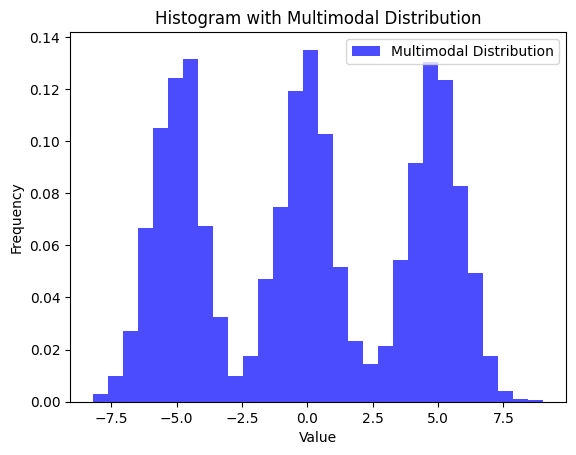 Histogram with Multimodal Distribution
Multimodal Distribution
0.14
0.12
0.10
0.08
0.06
0.04
0.02
0.00
Frequency
−7.5 −5.0 −2.5 0.0 2.5 5.0 7.5
Value